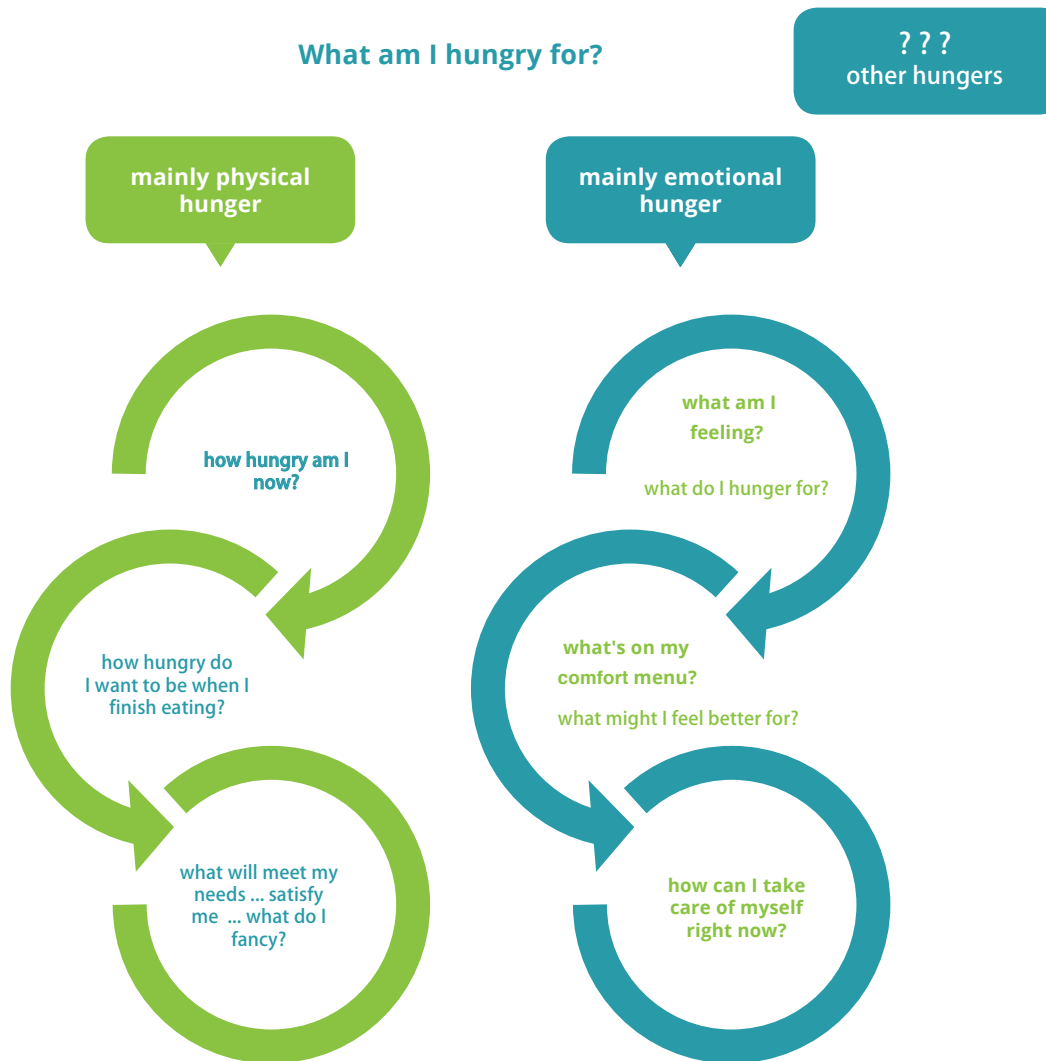 What am I hungry for?
? ? ?
other hungers
mainly physical
hunger
mainly emotional
hunger
how hungry am I
now?
how hungry do
I want to be when I
finish eating?
what will meet my
needs ... satisfy
me ... what do I
fancy?
what am I
feeling?
what do I hunger for?
what's on my
comfort menu?
what might I feel better for?
how can I take
care of myself
right now?